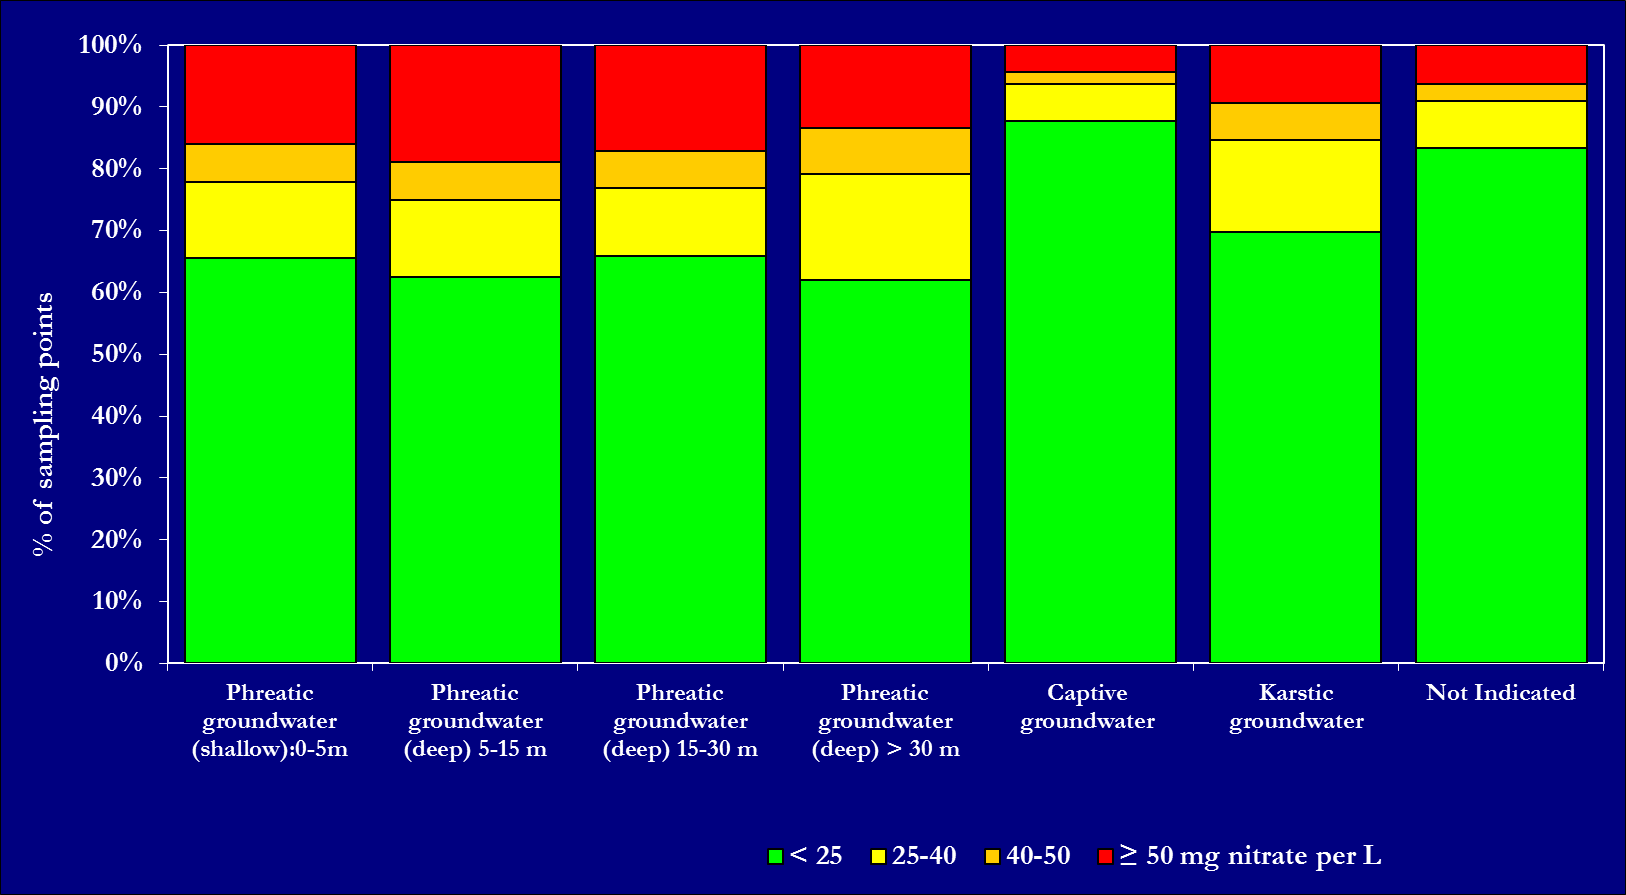 100%
90%
80%
70%
60%
50%
40%
30%
20%
10%
0%
% of sampling points
Phreatic
groundwater
(shallow):0-5m
Phreatic
groundwater
(deep) 5-15 m
Phreatic
groundwater
(deep) 15-30 m
Phreatic
groundwater
(deep) > 30 m
Captive
groundwater
Karstic
groundwater
Not Indicated
< 25
25-40
40-50
≥ 50 mg nitrate per L